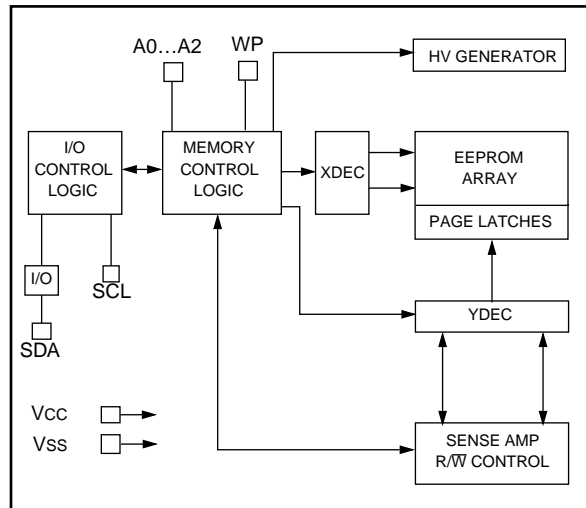 A0...A2
WP
HV GENERATOR
I/O
CONTROL
LOGIC
MEMORY
CONTROL
LOGIC
XDEC
EEPROM
ARRAY
PAGE LATCHES
I/O
SCL
SDA
YDEC
VCC
VSS
SENSE AMP
R/W̅ CONTROL